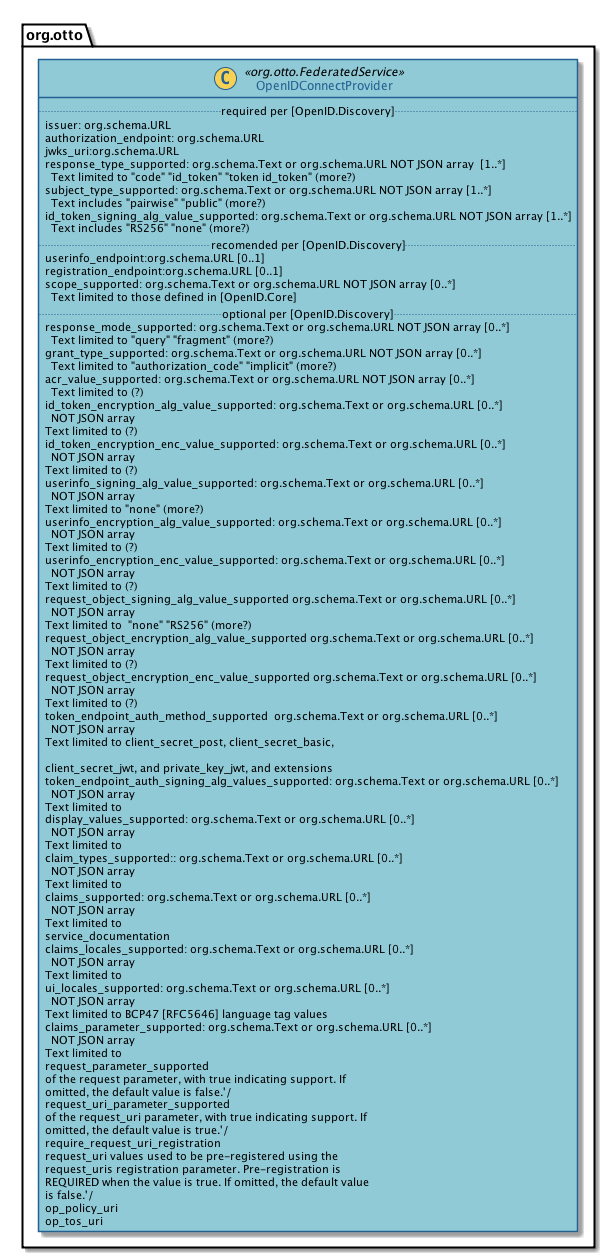 org.otto
C
«org.otto.FederatedService»
OpenIDConnectProvider
required per [OpenID.Discovery]
issuer: org.schema.URL
authorization_endpoint: org.schema.URL
jwks_uri:org.schema.URL
response_type_supported: org.schema.Text or org.schema.URL NOT JSON array  [1..*]
Text limited to "code" "id_token" "token id_token" (more?)
subject_type_supported: org.schema.Text or org.schema.URL NOT JSON array [1..*]
Text includes "pairwise" "public" (more?)
id_token_signing_alg_value_supported: org.schema.Text or org.schema.URL NOT JSON array [1..*]
Text includes "RS256" "none" (more?)
recomended per [OpenID.Discovery]
userinfo_endpoint:org.schema.URL [0..1]
registration_endpoint:org.schema.URL [0..1]
scope_supported: org.schema.Text or org.schema.URL NOT JSON array [0..*]
Text limited to those defined in [OpenID.Core]
optional per [OpenID.Discovery]
response_mode_supported: org.schema.Text or org.schema.URL NOT JSON array [0..*]
Text limited to "query" "fragment" (more?)
grant_type_supported: org.schema.Text or org.schema.URL NOT JSON array [0..*]
Text limited to "authorization_code" "implicit" (more?)
acr_value_supported: org.schema.Text or org.schema.URL NOT JSON array [0..*]
Text limited to (?)
id_token_encryption_alg_value_supported: org.schema.Text or org.schema.URL [0..*]
NOT JSON array
Text limited to (?)
id_token_encryption_enc_value_supported: org.schema.Text or org.schema.URL [0..*]
NOT JSON array
Text limited to (?)
userinfo_signing_alg_value_supported: org.schema.Text or org.schema.URL [0..*]
NOT JSON array
Text limited to "none" (more?)
userinfo_encryption_alg_value_supported: org.schema.Text or org.schema.URL [0..*]
NOT JSON array
Text limited to (?)
userinfo_encryption_enc_value_supported: org.schema.Text or org.schema.URL [0..*]
NOT JSON array
Text limited to (?)
request_object_signing_alg_value_supported org.schema.Text or org.schema.URL [0..*]
NOT JSON array
Text limited to  "none" "RS256" (more?)
request_object_encryption_alg_value_supported org.schema.Text or org.schema.URL [0..*]
NOT JSON array
Text limited to (?)
request_object_encryption_enc_value_supported org.schema.Text or org.schema.URL [0..*]
NOT JSON array
Text limited to (?)
token_endpoint_auth_method_supported  org.schema.Text or org.schema.URL [0..*]
NOT JSON array
Text limited to client_secret_post, client_secret_basic,
client_secret_jwt, and private_key_jwt, and extensions
token_endpoint_auth_signing_alg_values_supported: org.schema.Text or org.schema.URL [0..*]
NOT JSON array
Text limited to
display_values_supported: org.schema.Text or org.schema.URL [0..*]
NOT JSON array
Text limited to
claim_types_supported:: org.schema.Text or org.schema.URL [0..*]
NOT JSON array
Text limited to
claims_supported: org.schema.Text or org.schema.URL [0..*]
NOT JSON array
Text limited to
service_documentation
claims_locales_supported: org.schema.Text or org.schema.URL [0..*]
NOT JSON array
Text limited to
ui_locales_supported: org.schema.Text or org.schema.URL [0..*]
NOT JSON array
Text limited to BCP47 [RFC5646] language tag values
claims_parameter_supported: org.schema.Text or org.schema.URL [0..*]
NOT JSON array
Text limited to
request_parameter_supported
of the request parameter, with true indicating support. If
omitted, the default value is false.'/
request_uri_parameter_supported
of the request_uri parameter, with true indicating support. If
omitted, the default value is true.'/
require_request_uri_registration
request_uri values used to be pre-registered using the
request_uris registration parameter. Pre-registration is
REQUIRED when the value is true. If omitted, the default value
is false.'/
op_policy_uri
op_tos_uri